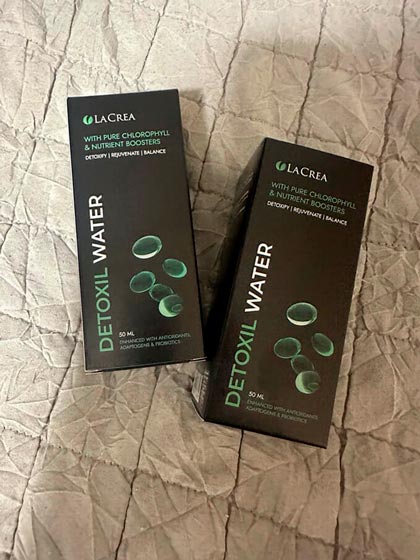 LACREA
WITH PURE CHLOROPHYLL
& NUTRIENT BOOSTERS
DETOXIFY | REJUVENATE | BALANCE
DETOXIL WATER
50 ML
ENHANCED WITH ANTIOXIDANTS,
ADAPTOGENS & PROBIOTICS
LACREA
WITH PURE CHLOROPHYLL
& NUTRIENT BOOSTERS
DETOXIFY | REJUVENATE | BALANCE
DETOXIL WATER
50 ML
ENHANCED WITH ANTIOXIDANTS,
ADAPTOGENS & PROBIOTICS